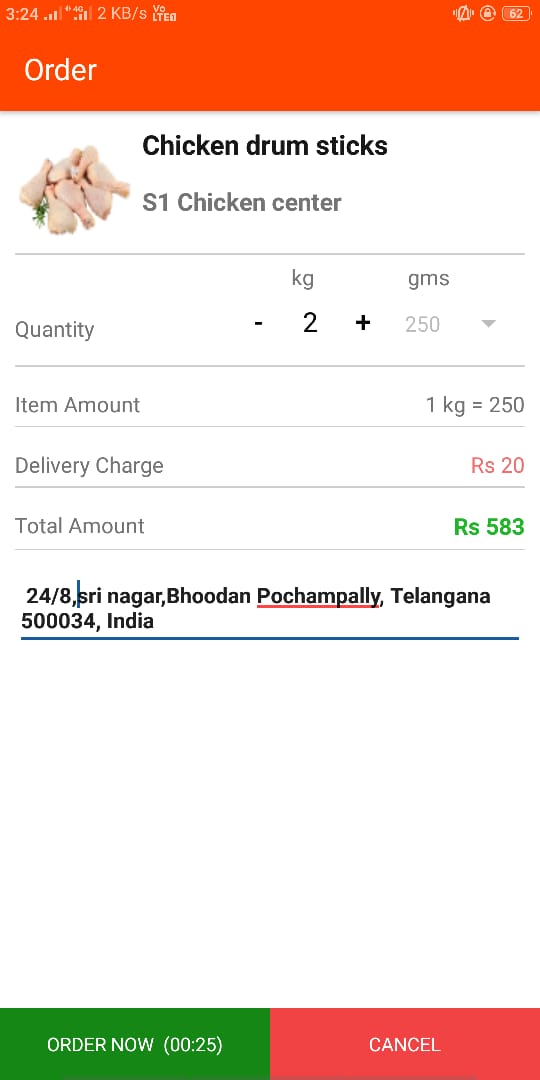 3:24 4G 2 KB/s Vo LTE 62
Order
Chicken drum sticks
S1 Chicken center
kg gms
Quantity - 2 + 250
Item Amount 1 kg = 250
Delivery Charge Rs 20
Total Amount Rs 583
24/8,sri nagar,Bhoodan Pochampally, Telangana
500034, India
ORDER NOW (00:25) CANCEL